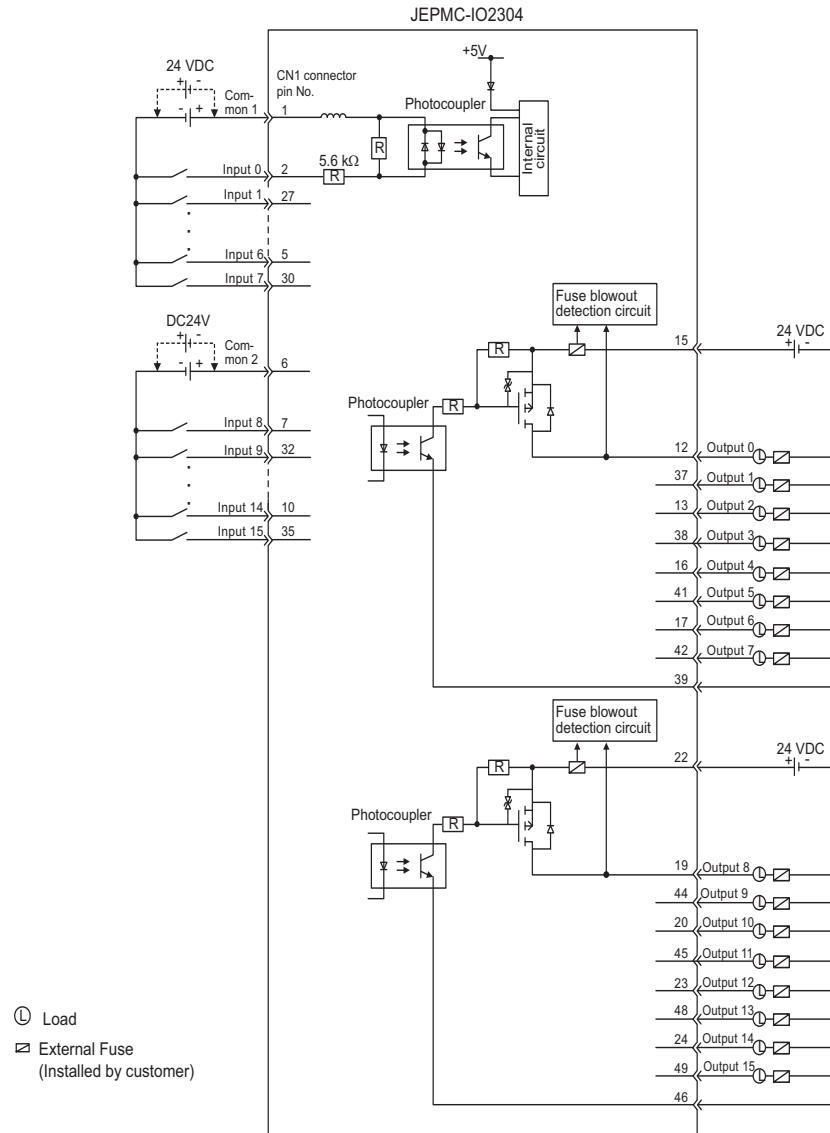 JEPMC-IO2304
+5V
24 VDC
+ -
- +
Com-
mon 1
CN1 connector
pin No.
1
Photocoupler
Internal
circuit
R
5.6 kΩ
R
Input 0 2
Input 1 27
Input 6 5
Input 7 30
DC24V
+ -
- +
Com-
mon 2
6
Input 8 7
Input 9 32
Input 14 10
Input 15 35
Fuse blowout
detection circuit
15
24 VDC
+ -
R
Photocoupler
R
12 Output 0 L
37 Output 1 L
13 Output 2 L
38 Output 3 L
16 Output 4 L
41 Output 5 L
17 Output 6 L
42 Output 7 L
39
Fuse blowout
detection circuit
22
24 VDC
+ -
R
Photocoupler
R
19 Output 8 L
44 Output 9 L
20 Output 10 L
45 Output 11 L
23 Output 12 L
48 Output 13 L
24 Output 14 L
49 Output 15 L
46
L Load
External Fuse
(Installed by customer)